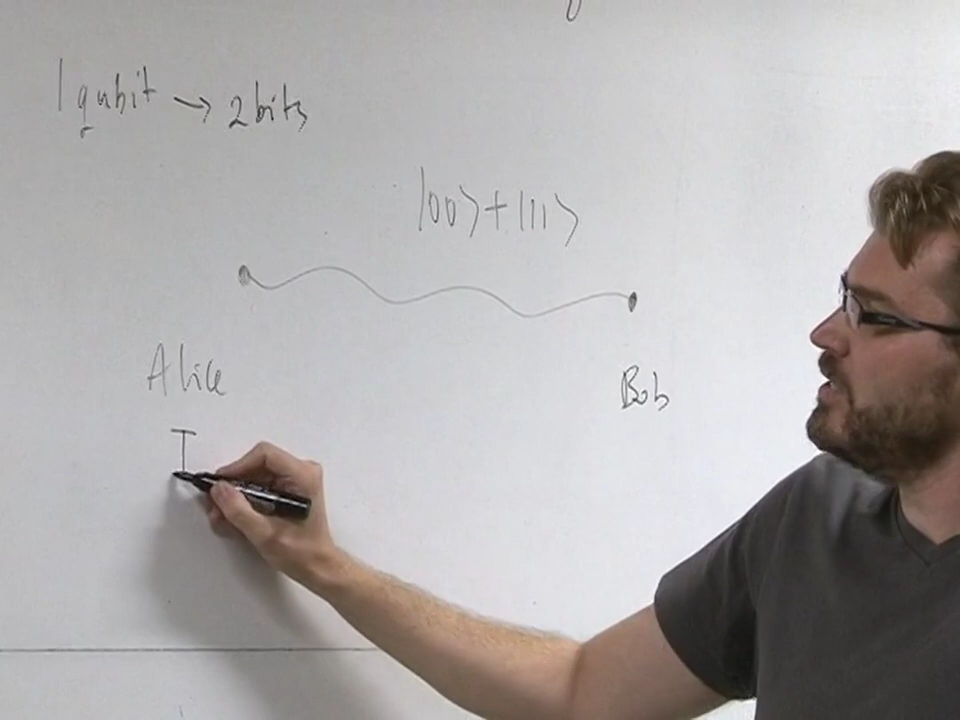 1 qubit → 2 bits
|00⟩+|11⟩
Alice
Bob
I